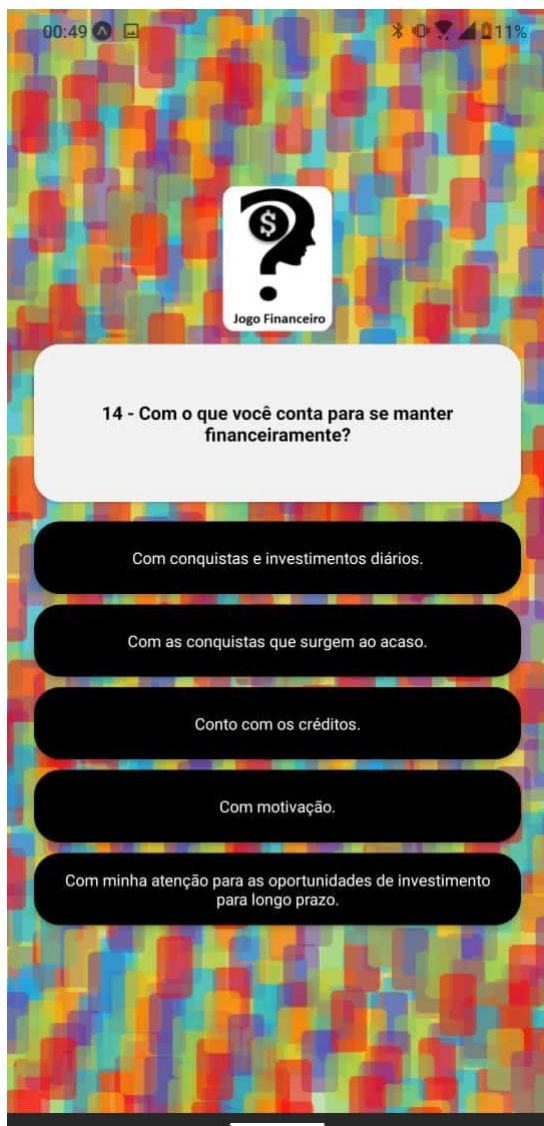 00:49
11%
$
Jogo Financeiro
14 - Com o que você conta para se manter
financeiramente?
Com conquistas e investimentos diários.
Com as conquistas que surgem ao acaso.
Conto com os créditos.
Com motivação.
Com minha atenção para as oportunidades de investimento
para longo prazo.